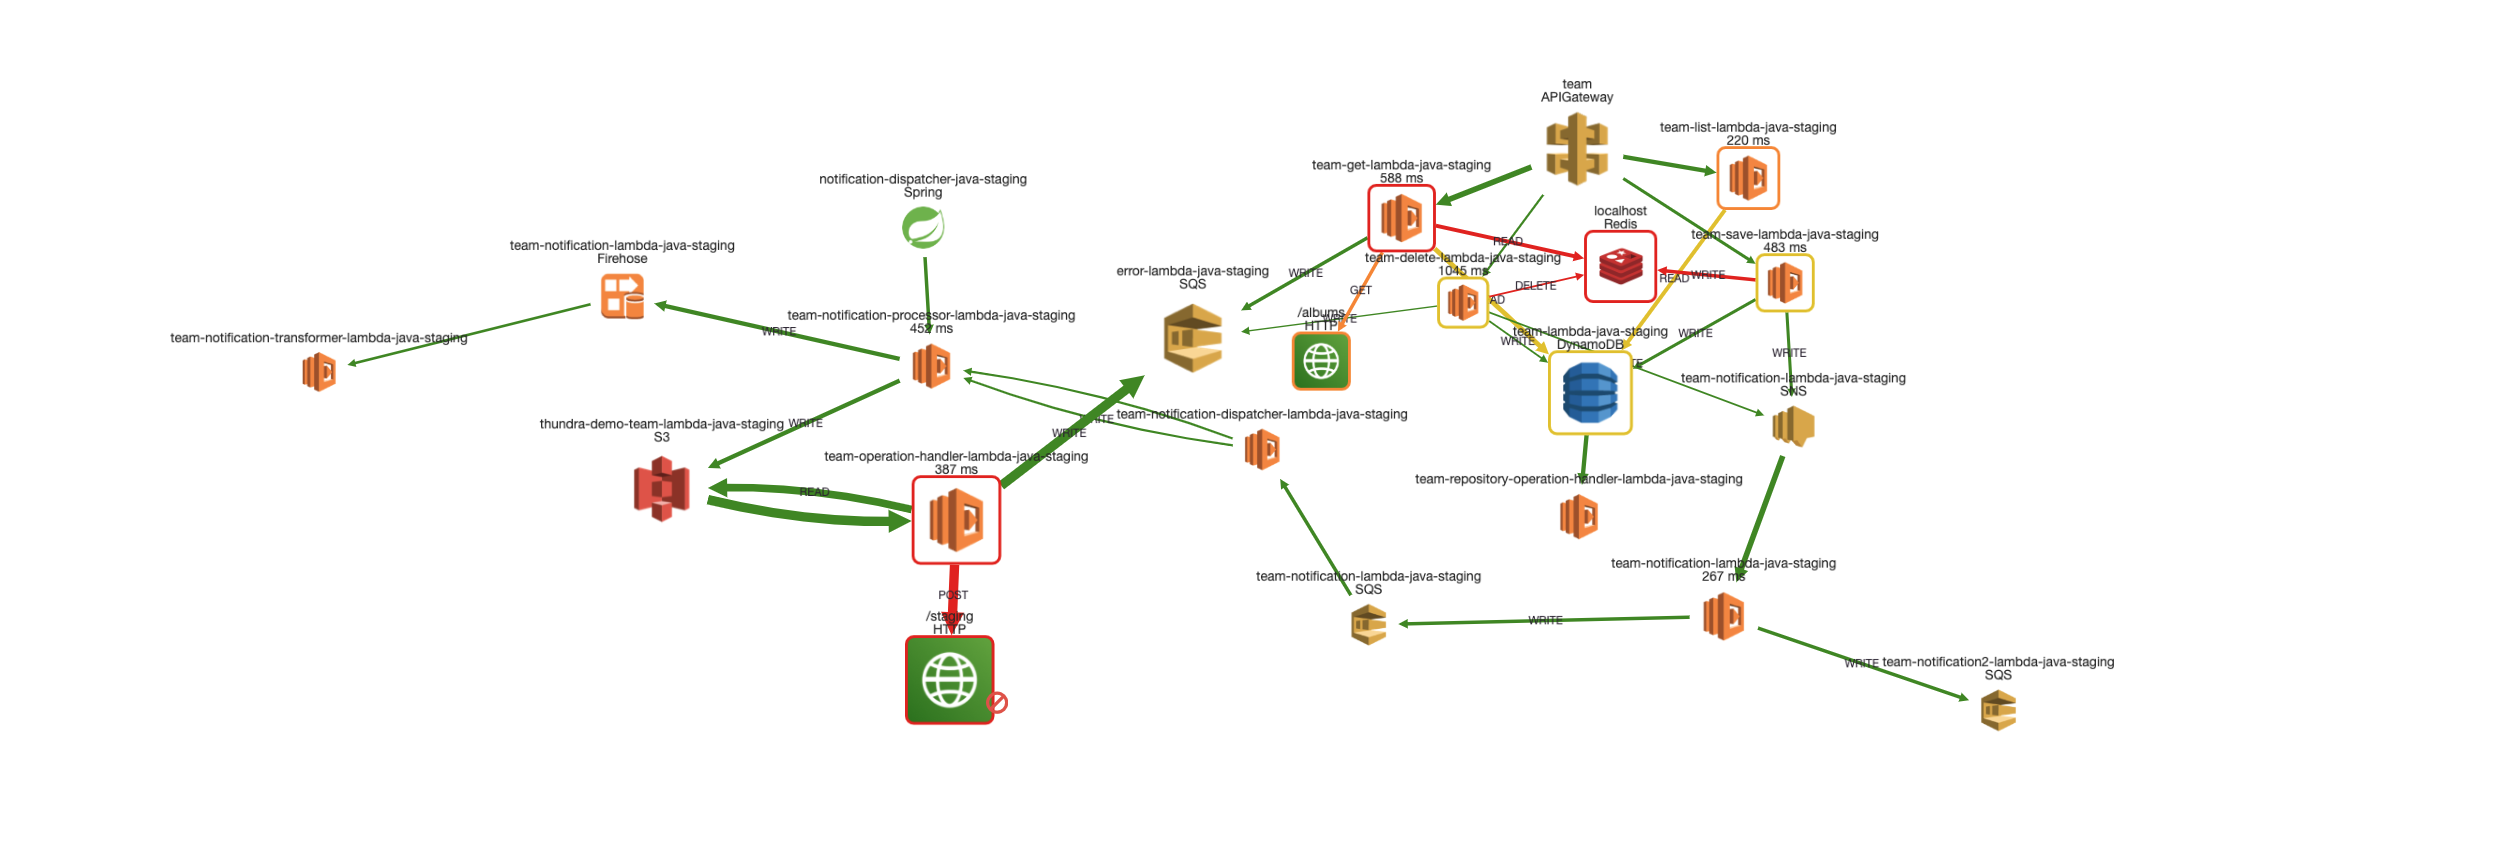 team
APIGateway
team-list-lambda-java-staging
220 ms
team-get-lambda-java-staging
588 ms
notification-dispatcher-java-staging
Spring
localhost
Redis
team-save-lambda-java-staging
483 ms
team-notification-lambda-java-staging
Firehose
READ
team-delete-lambda-java-staging
1045 ms
error-lambda-java-staging
SQS
WRITE
READ
WRITE
GET
DELETE
AD
/albums
HTTP
WRITE
team-notification-processor-lambda-java-staging
452 ms
WRITE
team-notification-transformer-lambda-java-staging
team-lambda-java-staging
DynamoDB
WRITE
WRITE
WRITE
TE
team-notification-lambda-java-staging
SNS
thundra-demo-team-lambda-java-staging
S3
WRITE
WRITE
WRITE
team-notification-dispatcher-lambda-java-staging
team-operation-handler-lambda-java-staging
387 ms
READ
team-repository-operation-handler-lambda-java-staging
team-notification-lambda-java-staging
267 ms
team-notification-lambda-java-staging
SQS
POST
/staging
HTTP
WRITE
WRITE
team-notification2-lambda-java-staging
SQS